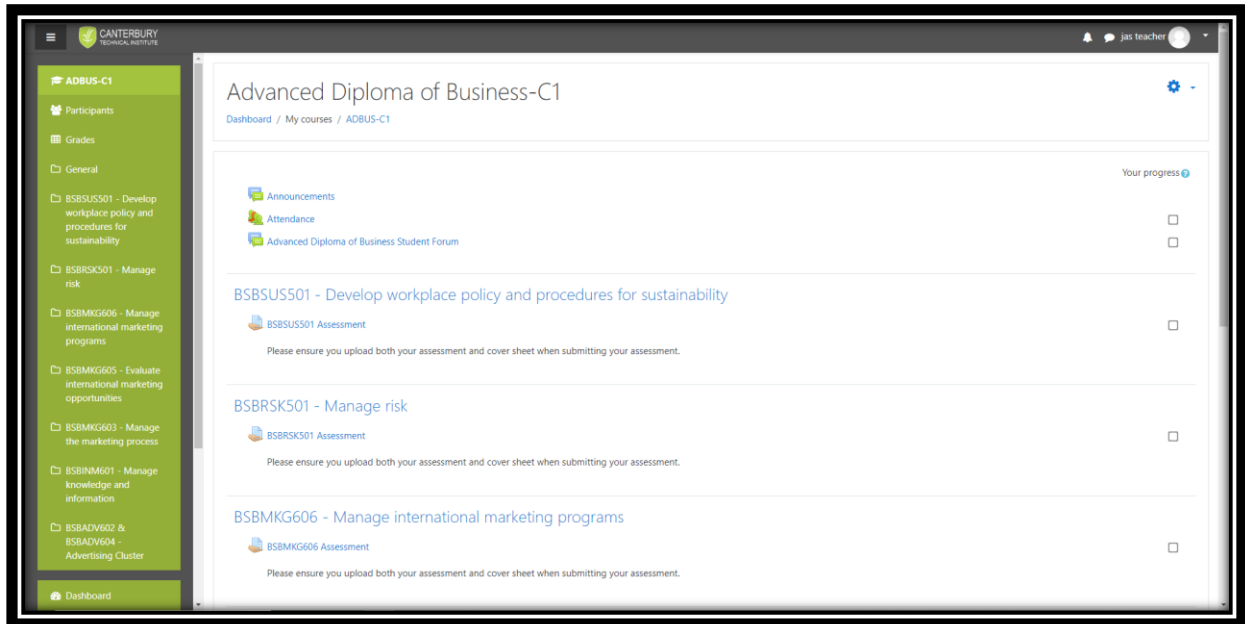 CANTERBURY
TECHNICAL INSTITUTE
jas teacher
ADBUS-C1
Participants
Grades
General
BSBSUS501 - Develop
workplace policy and
procedures for
sustainability
BSBRSK501 - Manage
risk
BSBMKG606 - Manage
international marketing
programs
BSBMKG605 - Evaluate
international marketing
opportunities
BSBMKG603 - Manage
the marketing process
BSBINM601 - Manage
knowledge and
information
BSBADV602 &
BSBADV604 -
Advertising Cluster
Dashboard
Advanced Diploma of Business-C1
Dashboard / My courses / ADBUS-C1
Your progress
Announcements
Attendance
Advanced Diploma of Business Student Forum
BSBSUS501 - Develop workplace policy and procedures for sustainability
BSBSUS501 Assessment
Please ensure you upload both your assessment and cover sheet when submitting your assessment.
BSBRSK501 - Manage risk
BSBRSK501 Assessment
Please ensure you upload both your assessment and cover sheet when submitting your assessment.
BSBMKG606 - Manage international marketing programs
BSBMKG606 Assessment
Please ensure you upload both your assessment and cover sheet when submitting your assessment.